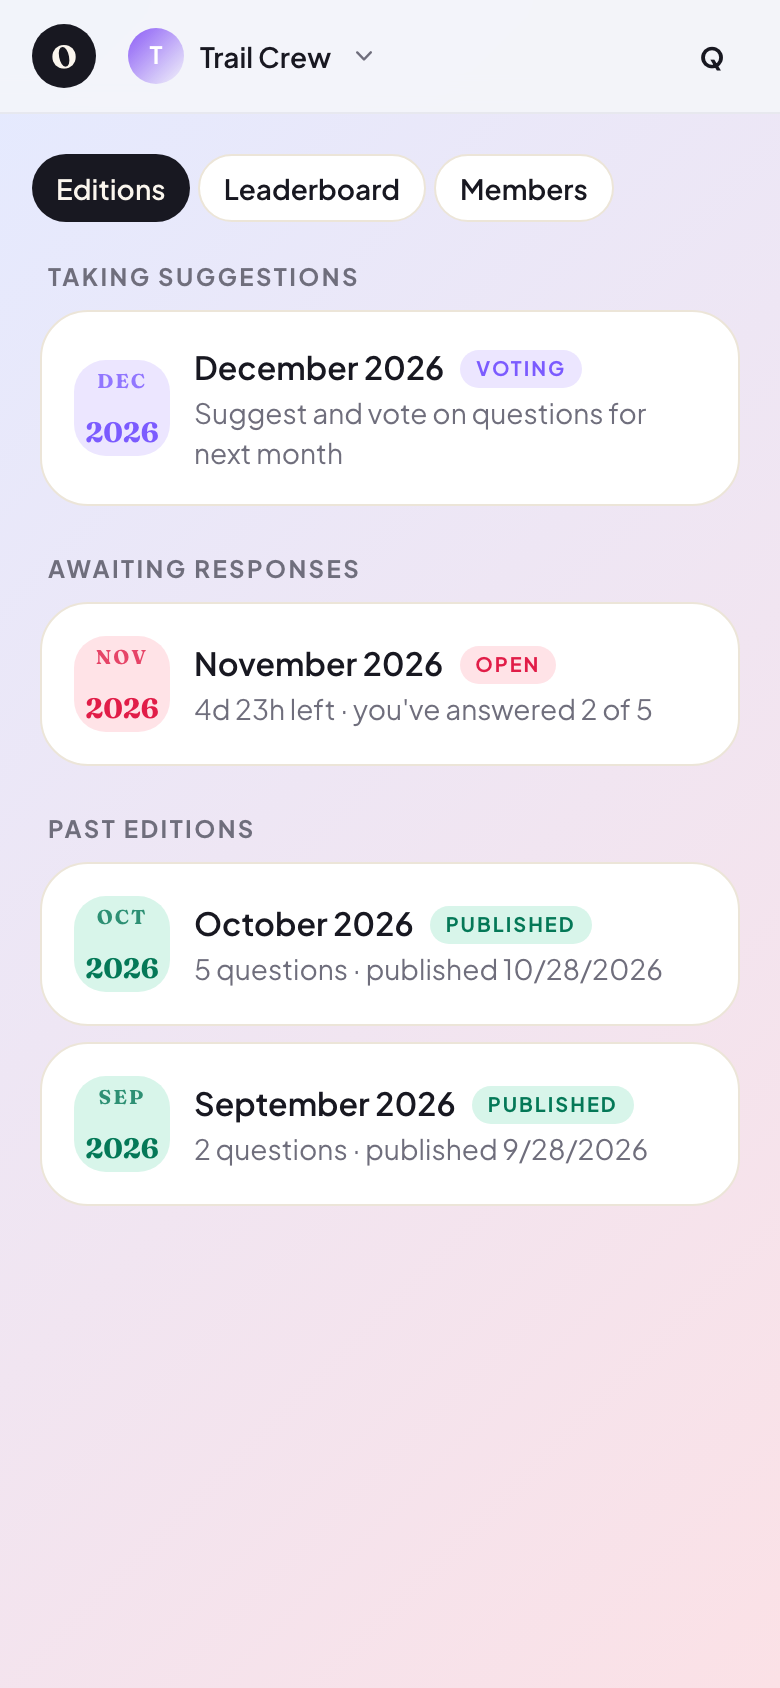 O
T
Trail Crew
Q
Editions
Leaderboard
Members
TAKING SUGGESTIONS
DEC
2026
December 2026
VOTING
Suggest and vote on questions for
next month
AWAITING RESPONSES
NOV
2026
November 2026
OPEN
4d 23h left · you've answered 2 of 5
PAST EDITIONS
OCT
2026
October 2026
PUBLISHED
5 questions · published 10/28/2026
SEP
2026
September 2026
PUBLISHED
2 questions · published 9/28/2026